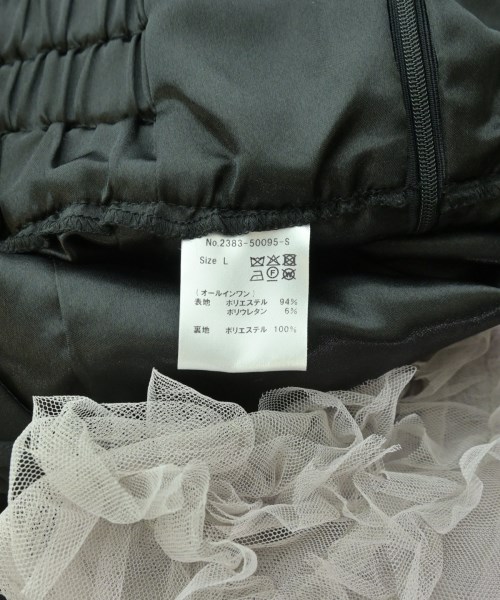 No.2383-50095-S
Size L
[オールインワン]
表地 ポリエステル 94%
ポリウレタン 6%
裏地 ポリエステル 100%